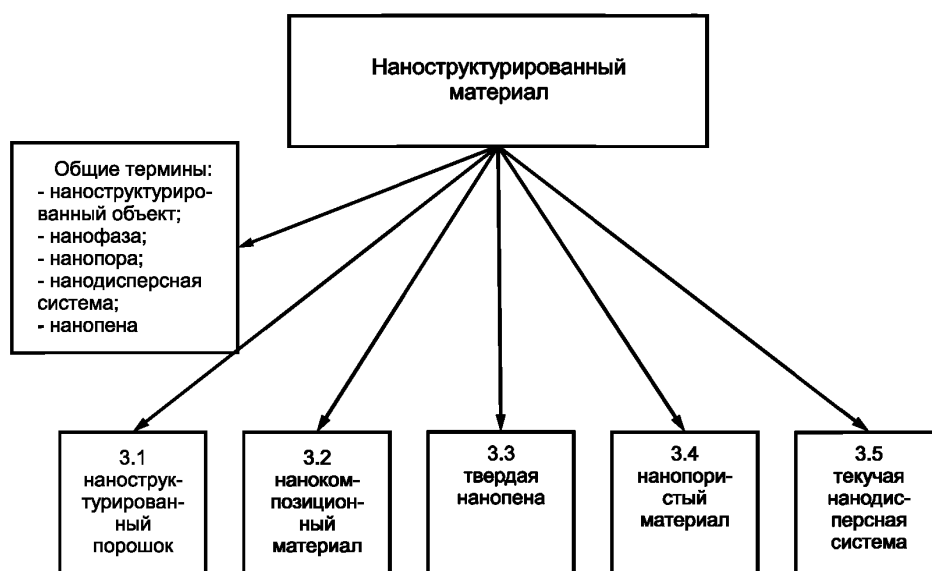 Наноструктурированный
материал
Общие термины:
- наноструктуриро-
ванный объект;
- нанофаза;
- нанопора;
- нанодисперсная
система;
- нанопена
3.1
нанострук-
турирован-
ный
порошок
3.2
наноком-
позицион-
ный
материал
3.3
твердая
нанопена
3.4
нанопори-
стый
материал
3.5
текучая
нанодис-
персная
система